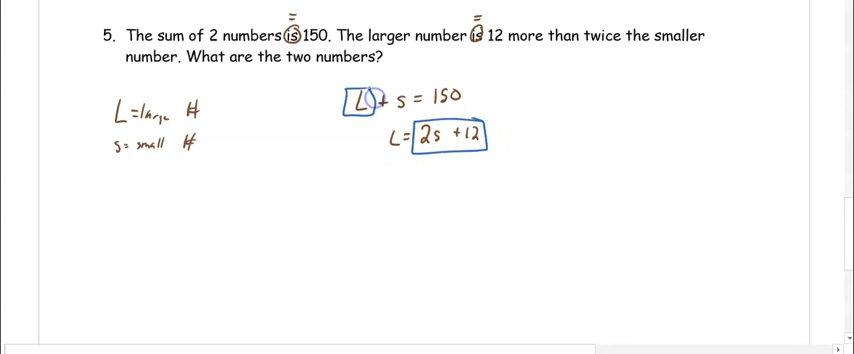 =                =
5. The sum of 2 numbers is 150. The larger number is 12 more than twice the smaller
number. What are the two numbers?
L + s = 150
L = large #
L = 2s + 12
s = small #